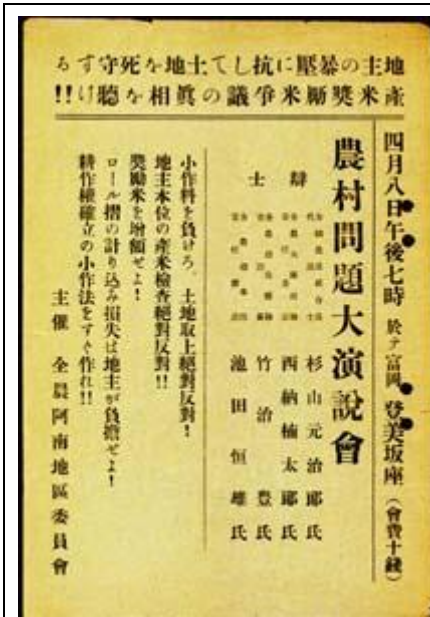 地主の暴壓に抗して土地を死守する
産米奬勵米爭議の眞相を聽け!!
四月八日午後七時 於テ富岡 登美坂座(會費十錢)
農村問題大演說會
辯士
杉山元治郎氏
西納楠太郞氏
竹治豊氏
池田恒雄氏
小作料を負けろ、土地取上絕對反對!
地主本位の產米檢査絕對反對!!
奬勵米を增額せよ!
ロール摺の計り込み損失は地主が負擔せよ!
耕作權確立の小作法をすぐ作れ!!
主催 全農阿南地區委員會